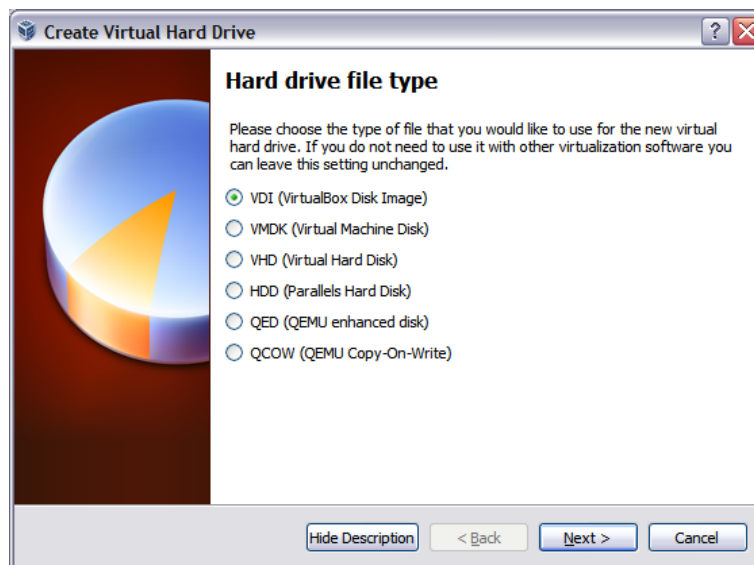 Create Virtual Hard Drive
Hard drive file type
Please choose the type of file that you would like to use for the new virtual
hard drive. If you do not need to use it with other virtualization software you
can leave this setting unchanged.
VDI (VirtualBox Disk Image)
VMDK (Virtual Machine Disk)
VHD (Virtual Hard Disk)
HDD (Parallels Hard Disk)
QED (QEMU enhanced disk)
QCOW (QEMU Copy-On-Write)
Hide Description < Back Next > Cancel